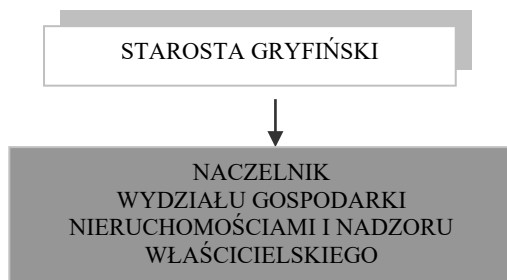 STAROSTA GRYFIŃSKI
NACZELNIK
WYDZIAŁU GOSPODARKI
NIERUCHOMOŚCIAMI I NADZORU
WŁAŚCICIELSKIEGO